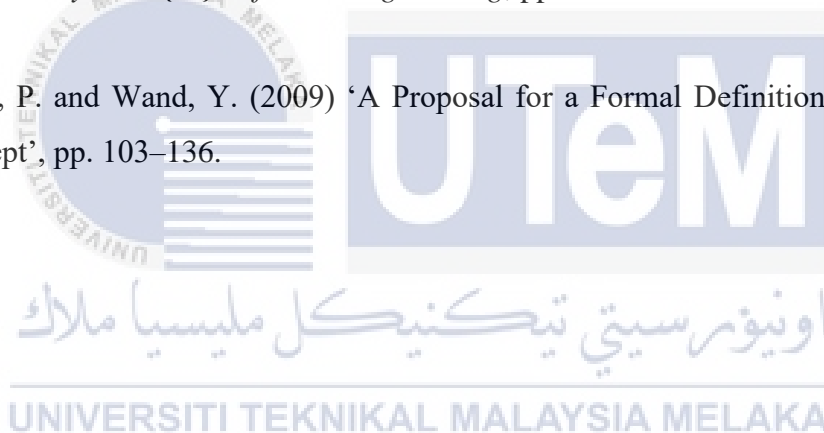 , P. and Wand, Y. (2009) ‘A Proposal for a Formal Definition
ept’, pp. 103–136.
UTeM
اونيۏرسيتي تيكنيكل مليسيا ملاك
UNIVERSITI TEKNIKAL MALAYSIA MELAKA